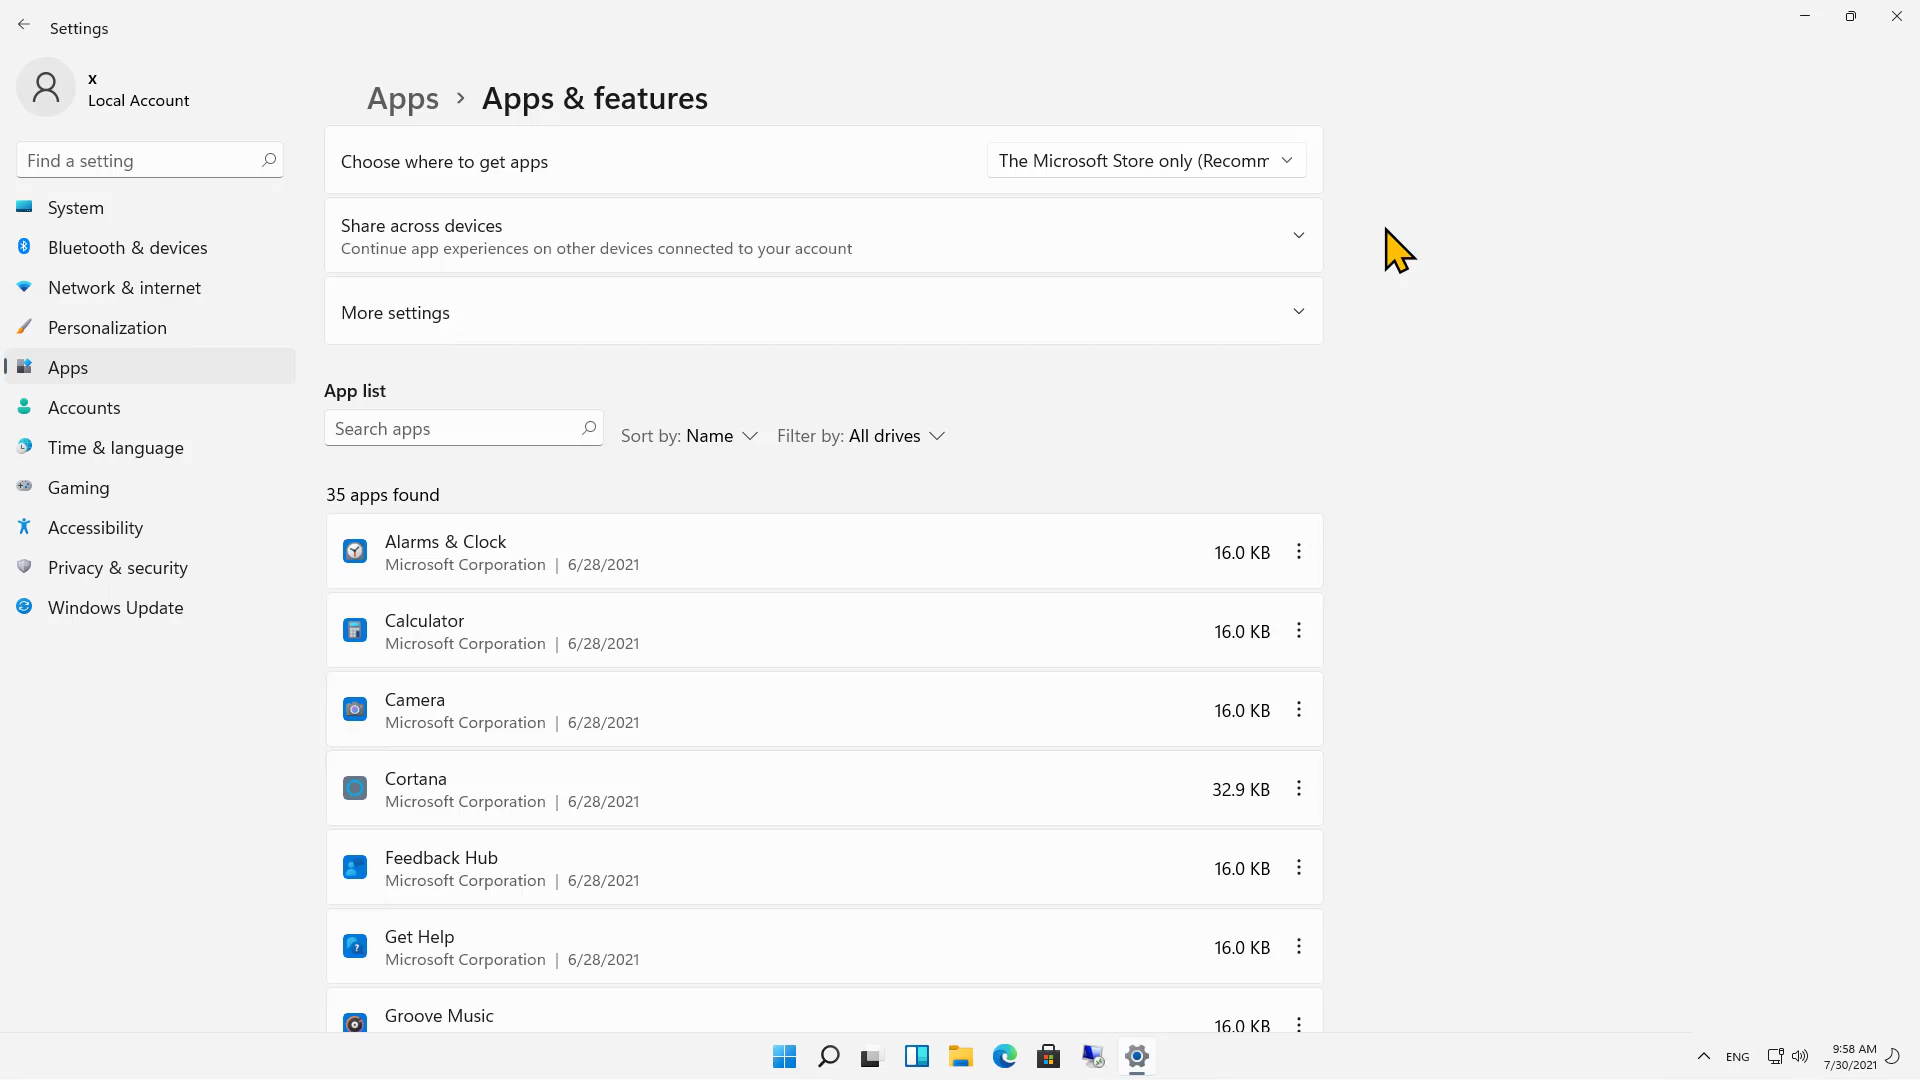 Settings
x
Local Account
Find a setting
System
Bluetooth & devices
Network & internet
Personalization
Apps
Accounts
Time & language
Gaming
Accessibility
Privacy & security
Windows Update
Apps > Apps & features
Choose where to get apps
The Microsoft Store only (Recomm
Share across devices
Continue app experiences on other devices connected to your account
More settings
App list
Search apps
Sort by: Name
Filter by: All drives
35 apps found
Alarms & Clock
Microsoft Corporation | 6/28/2021
16.0 KB
Calculator
Microsoft Corporation | 6/28/2021
16.0 KB
Camera
Microsoft Corporation | 6/28/2021
16.0 KB
Cortana
Microsoft Corporation | 6/28/2021
32.9 KB
Feedback Hub
Microsoft Corporation | 6/28/2021
16.0 KB
Get Help
Microsoft Corporation | 6/28/2021
16.0 KB
Groove Music
16.0 KB
ENG
9:58 AM
7/30/2021